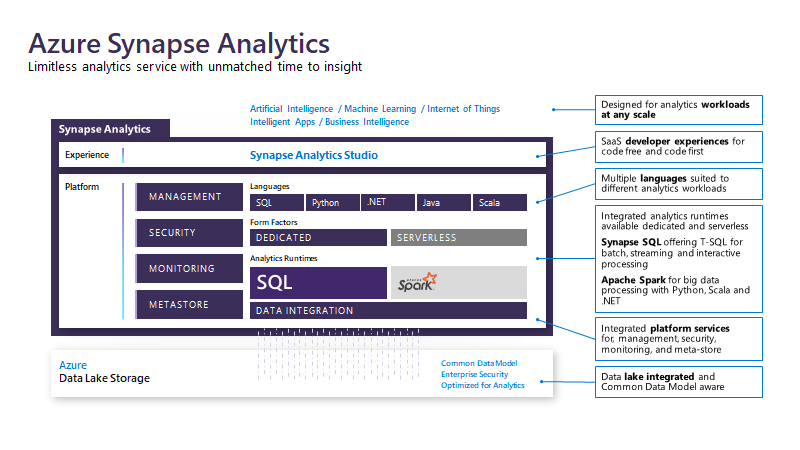 Azure Synapse Analytics
Limitless analytics service with unmatched time to insight
Artificial Intelligence / Machine Learning / Internet of Things
Intelligent Apps / Business Intelligence
Synapse Analytics
Experience
Synapse Analytics Studio
Platform
MANAGEMENT
SECURITY
MONITORING
METASTORE
Languages
SQL
Python
.NET
Java
Scala
Form Factors
DEDICATED
SERVERLESS
Analytics Runtimes
SQL
APACHE
Spark
DATA INTEGRATION
Azure
Data Lake Storage
Common Data Model
Enterprise Security
Optimized for Analytics
Designed for analytics workloads
at any scale
SaaS developer experiences for
code free and code first
Multiple languages suited to
different analytics workloads
Integrated analytics runtimes
available dedicated and serverless
Synapse SQL offering T-SQL for
batch, streaming and interactive
processing
Apache Spark for big data
processing with Python, Scala and
.NET
Integrated platform services
for, management, security,
monitoring, and meta-store
Data lake integrated and
Common Data Model aware